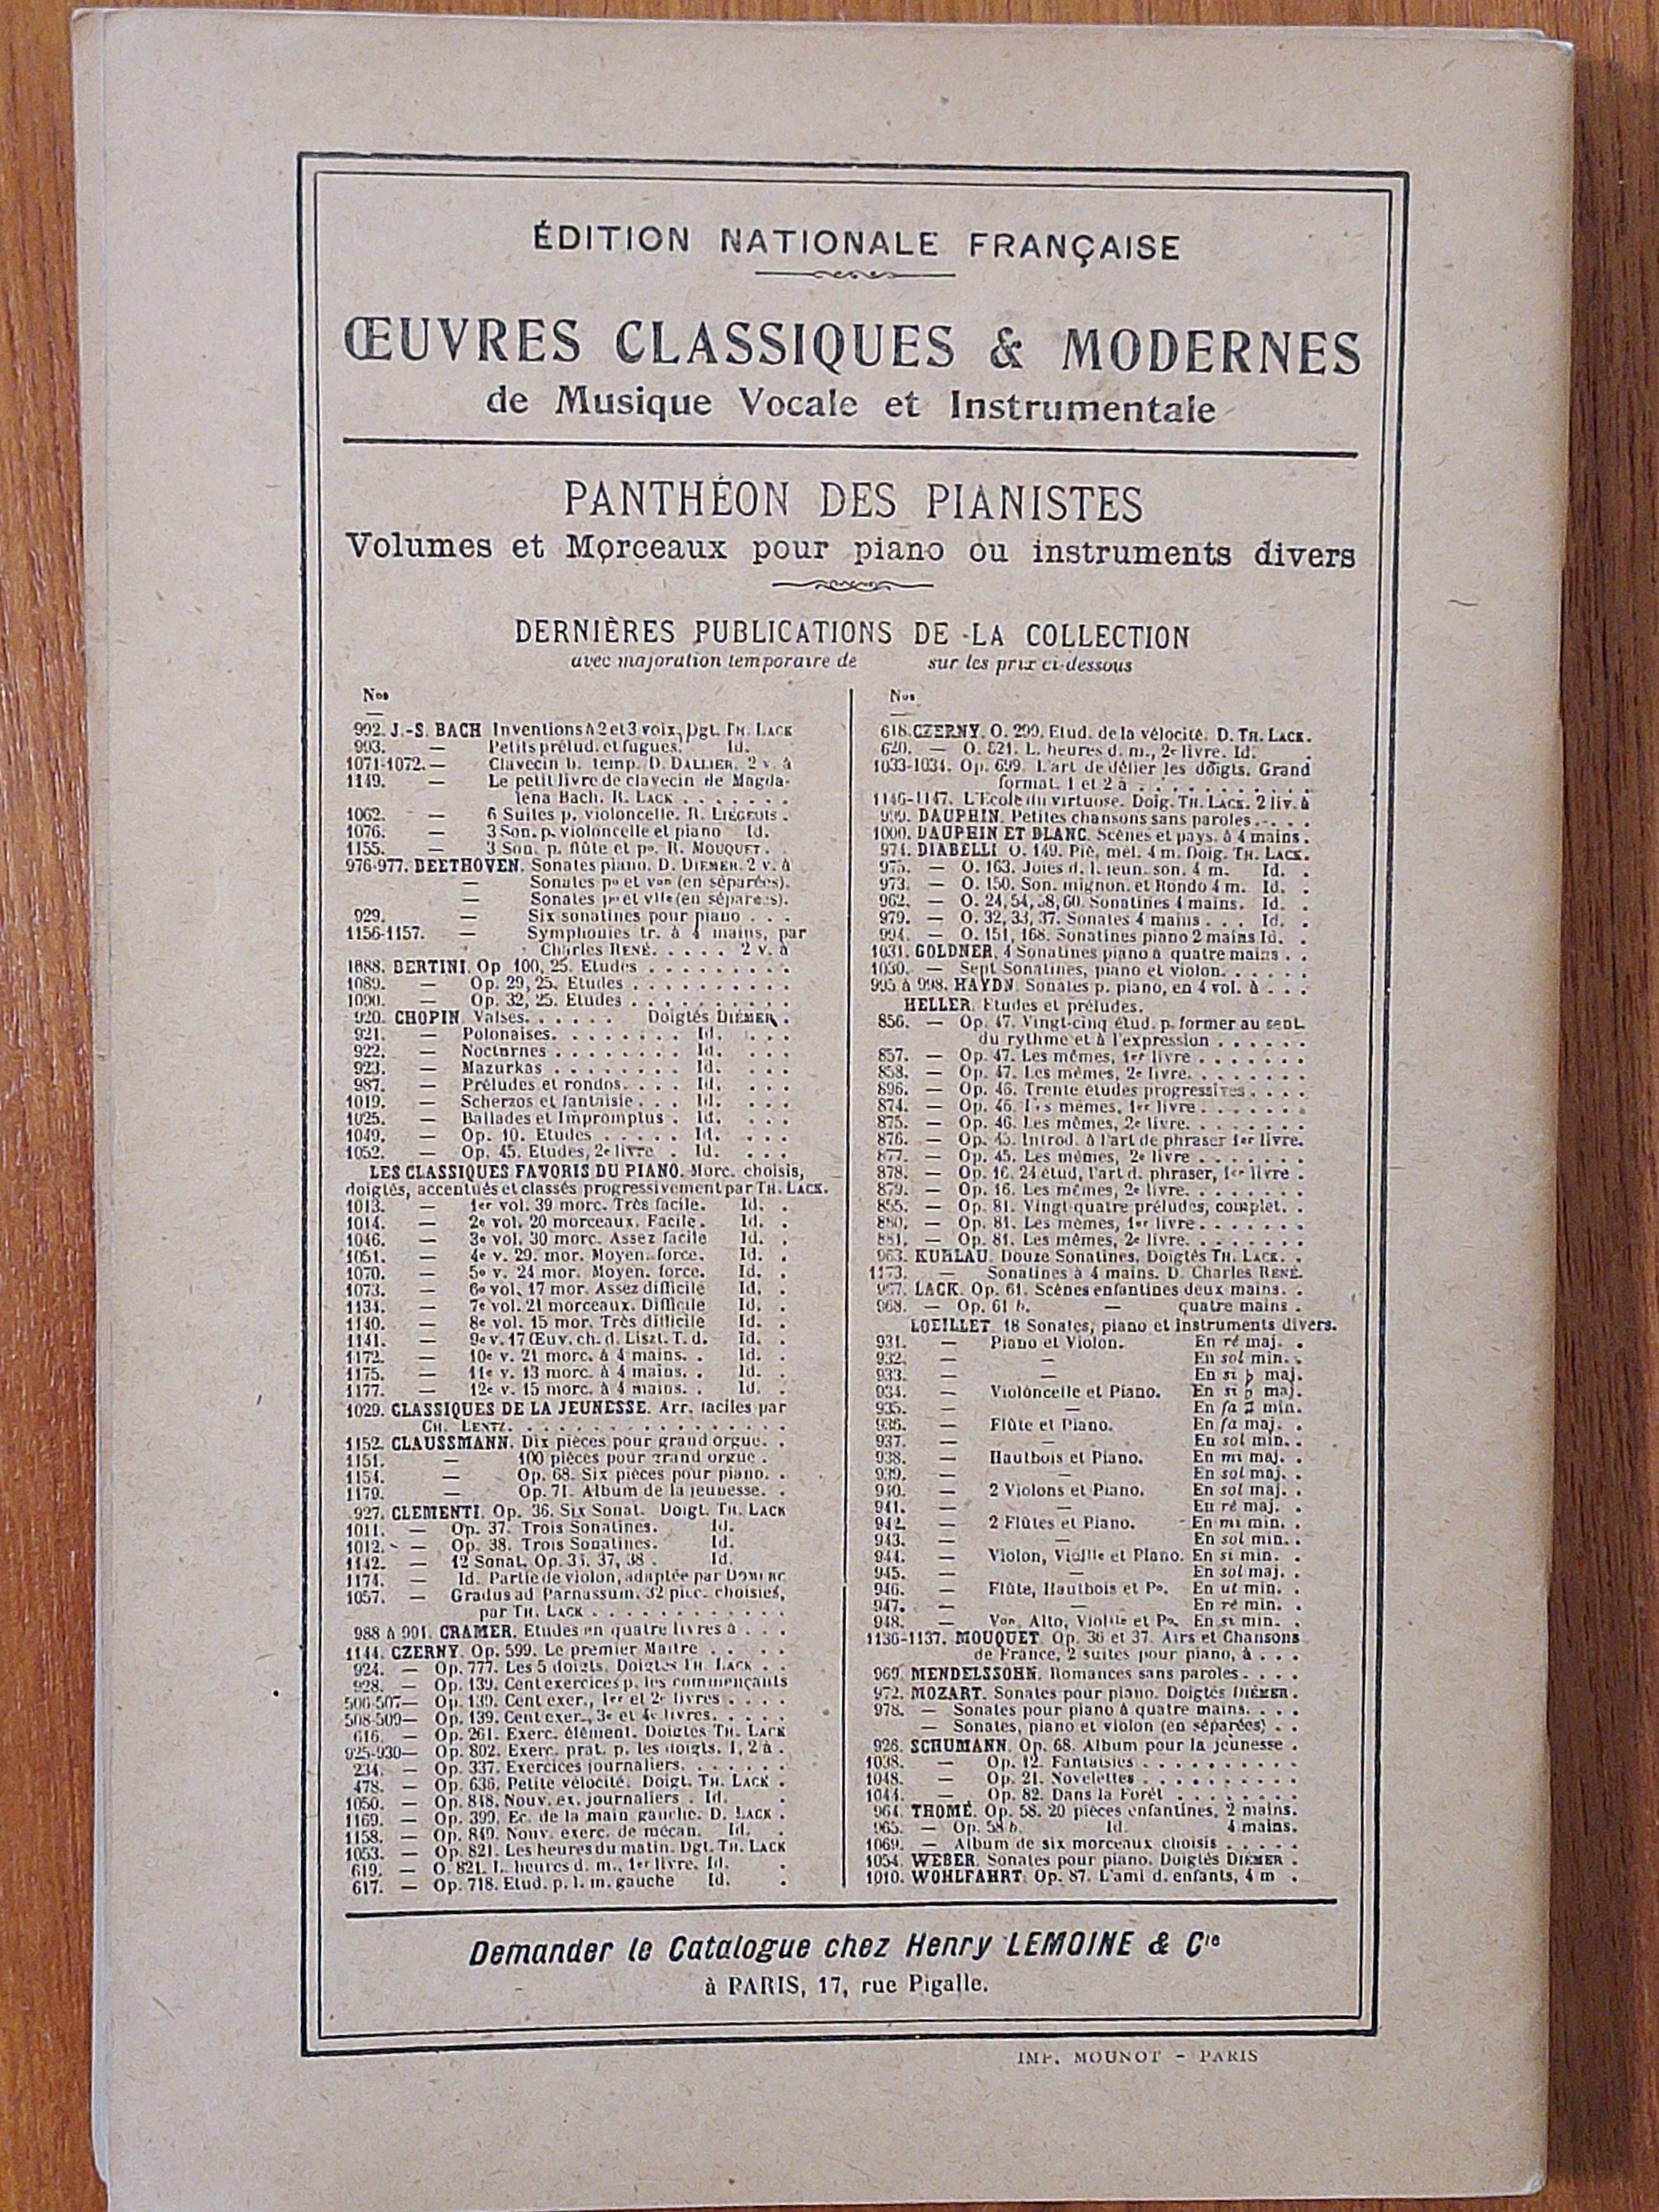 ÉDITION NATIONALE FRANÇAISE
ŒUVRES CLASSIQUES & MODERNES
de Musique Vocale et Instrumentale
PANTHÉON DES PIANISTES
Volumes et Morceaux pour piano ou instruments divers
DERNIÈRES PUBLICATIONS DE LA COLLECTION
avec majoration temporaire de sur les prix ci-dessous
Nos
992. J.-S. BACH Inventions à 2 et 3 voix, Dgt. TH. LACK
993. — Petits prélud. et fugues. Id.
1071-1072. — Clavecin b. temp. D. DALLIER. 2 v. à
1149. — Le petit livre de clavecin de Magda-
lena Bach. R. LACK . . . . . . .
1062. — 6 Suites p. violoncelle. R. LIÉGEOIS .
1076. — 3 Son. p. violoncelle et piano Id.
1155. — 3 Son. p. flûte et po. R. MOUQUET .
976-977. BEETHOVEN. Sonates piano. D. DIÉMER. 2 v. à
— Sonates po et von (en séparées).
— Sonates po et vlle (en séparées).
929. — Six sonatines pour piano . . .
1156-1157. — Symphonies tr. à 4 mains, par
Charles RENÉ. . . . . 2 v. à
1088. BERTINI. Op 100, 25. Etudes . . . . . . . . .
1089. — Op. 29, 25. Etudes . . . . . . . . . .
1090. — Op. 32, 25. Etudes . . . . . . . . . .
920. CHOPIN. Valses. . . . . . Doigtés DIÉMER. .
921. — Polonaises. . . . . . . . Id. . . .
922. — Nocturnes . . . . . . . . Id. . . .
923. — Mazurkas . . . . . . . . Id. . . .
987. — Préludes et rondos. . . . Id. . . .
1019. — Scherzos et fantaisie . . . Id. . . .
1025. — Ballades et Impromptus . Id. . . .
1049. — Op. 10. Etudes . . . . . Id. . . .
1052. — Op. 45. Etudes, 2e livre . Id. . . .
LES CLASSIQUES FAVORIS DU PIANO. Morc. choisis,
doigtés, accentués et classés progressivement par TH. LACK.
1013. — 1er vol. 39 morc. Très facile. Id. .
1014. — 2e vol. 20 morceaux. Facile . Id. .
1046. — 3e vol. 30 morc. Assez facile Id. .
1051. — 4e v. 29. mor. Moyen. force. Id. .
1070. — 5e v. 24 mor. Moyen. force. Id. .
1073. — 6e vol. 17 mor. Assez difficile Id. .
1134. — 7e vol. 21 morceaux. Difficile Id. .
1140. — 8e vol. 15 mor. Très difficile Id. .
1141. — 9e v. 17 Œuv. ch. d. Liszt. T. d. Id. .
1172. — 10e v. 21 morc. à 4 mains. . Id. .
1175. — 11e v. 13 morc. à 4 mains. . Id. .
1177. — 12e v. 15 morc. à 4 mains. . Id. .
1029. CLASSIQUES DE LA JEUNESSE. Arr. faciles par
CH. LENTZ. . . . . . . . . . . . . . .
1152. CLAUSSMANN. Dix pièces pour grand orgue. .
1151. — 100 pièces pour grand orgue .
1154. — Op. 68. Six pièces pour piano. .
1179. — Op. 71. Album de la jeunesse. .
927. CLEMENTI. Op. 36. Six Sonat. Doigt. TH. LACK
1011. — Op. 37. Trois Sonatines. Id.
1012. — Op. 38. Trois Sonatines. Id.
1142. — 12 Sonat. Op. 36, 37, 38 . Id.
1174. — Id. Partie de violon, adaptée par
1057. — Gradus ad Parnassum. 32 piec. choisies,
par TH. LACK . . . . . . . . . . . .
988 à 991. CRAMER. Etudes en quatre livres à . . .
1144. CZERNY. Op. 599. Le premier Maître . . . .
924. — Op. 777. Les 5 doigts. Doigtés TH. LACK . .
928. — Op. 139. Cent exercices p. les commençants
506-507 — Op. 139. Cent exer., 1er et 2e livres . . . .
508-509 — Op. 139. Cent exer., 3e et 4e livres. . . . .
616. — Op. 261. Exerc. élément. Doigtés TH. LACK
925-930 — Op. 802. Exerc. prat. p. les doigts. 1, 2 à .
234. — Op. 337. Exercices journaliers. . . . . . .
478. — Op. 636. Petite vélocité. Doigt. TH. LACK .
1050. — Op. 848. Nouv. ex. journaliers . Id. .
1169. — Op. 399. Ec. de la main gauche. D. LACK .
1158. — Op. 849. Nouv. exerc. de mécan. Id. .
1053. — Op. 821. Les heures du matin. Dgt. TH. LACK
619. — O. 821. L. heures d. m., 1er livre. Id. .
617. — Op. 718. Etud. p. l. m. gauche Id. .
Nos
618. CZERNY. O. 299. Etud. de la vélocité. D. TH. LACK.
620. — O. 821. L. heures d. m., 2e livre. Id. .
1033-1034. Op. 699. L'art de délier les doigts. Grand
format. 1 et 2 à . . . . . . . . . . .
1146-1147. L'Ecole du virtuose. Doig. TH. LACK. 2 liv. à
999. DAUPHIN. Petites chansons sans paroles . . . .
1000. DAUPHIN ET BLANC. Scènes et pays. à 4 mains .
974. DIABELLI O. 149. Piè. mél. 4 m. Doig. TH. LACK.
975. — O. 163. Joies d. l. jeun. son. 4 m. Id. .
973. — O. 150. Son. mignon. et Rondo 4 m. Id. .
962. — O. 24, 54, 58, 60. Sonatines 4 mains. Id. .
979. — O. 32, 33, 37. Sonates 4 mains . . . Id. .
994. — O. 151, 168. Sonatines piano 2 mains Id. .
1031. GOLDNER. 4 Sonatines piano à quatre mains . .
1030. — Sept Sonatines, piano et violon. . . . . .
995 à 998. HAYDN. Sonates p. piano, en 4 vol. à . . .
HELLER. Etudes et préludes.
856. — Op. 47. Vingt-cinq étud. p. former au sent.
du rythme et à l'expression . . . . . .
857. — Op. 47. Les mêmes, 1er livre . . . . . . .
858. — Op. 47. Les mêmes, 2e livre. . . . . . . .
896. — Op. 46. Trente études progressives . . . .
874. — Op. 46. Les mêmes, 1er livre . . . . . . .
875. — Op. 46. Les mêmes, 2e livre. . . . . . . .
876. — Op. 45. Introd. à l'art de phraser 1er livre.
877. — Op. 45. Les mêmes, 2e livre . . . . . . .
878. — Op. 16. 24 étud, l'art d. phraser, 1er livre .
879. — Op. 16. Les mêmes, 2e livre. . . . . . . .
855. — Op. 81. Vingt-quatre préludes, complet. .
880. — Op. 81. Les mêmes, 1er livre . . . . . . .
881. — Op. 81. Les mêmes, 2e livre. . . . . . . .
963. KUHLAU. Douze Sonatines. Doigtés TH. LACK. .
1173. — Sonatines à 4 mains. D. Charles RENÉ.
967. LACK. Op. 61. Scènes enfantines deux mains. .
968. — Op. 61 b. — quatre mains .
LOEILLET. 18 Sonates, piano et instruments divers.
931. — Piano et Violon. En ré maj. .
932. — — En sol min. .
933. — — En si ♭ maj.
934. — Violoncelle et Piano. En si ♭ maj.
935. — — En fa ♯ min.
936. — Flûte et Piano. En fa maj. .
937. — — En sol min. .
938. — Hautbois et Piano. En mi maj. .
939. — — En sol maj. .
940. — 2 Violons et Piano. En sol maj. .
941. — — En ré maj. .
942. — 2 Flûtes et Piano. En mi min. .
943. — — En sol min. .
944. — Violon, Violle et Piano. En si min. .
945. — — En sol maj. .
946. — Flûte, Hautbois et Po. En ut min. .
947. — — En ré min. .
948. — Von, Alto, Violle et Po. En si min. .
1136-1137. MOUQUET. Op. 36 et 37. Airs et Chansons
de France, 2 suites pour piano, à . . .
969. MENDELSSOHN. Romances sans paroles . . . .
972. MOZART. Sonates pour piano. Doigtés DIÉMER .
978. — Sonates pour piano à quatre mains. . . .
— Sonates, piano et violon (en séparées) . .
926. SCHUMANN. Op. 68. Album pour la jeunesse .
1038. — Op. 12. Fantaisies . . . . . . . . . .
1048. — Op. 21. Novelettes . . . . . . . . . .
1044. — Op. 82. Dans la Forêt . . . . . . . .
964. THOMÉ. Op. 58. 20 pièces enfantines, 2 mains.
965. — Op. 58 b. Id. 4 mains.
1069. — Album de six morceaux choisis . . . . .
1054. WEBER. Sonates pour piano. Doigtés DIÉMER .
1010. WOHLFAHRT. Op. 87. L'ami d. enfants, 4 m .
Demander le Catalogue chez Henry LEMOINE & Cie
à PARIS, 17, rue Pigalle.
IMP. MOUNOT - PARIS